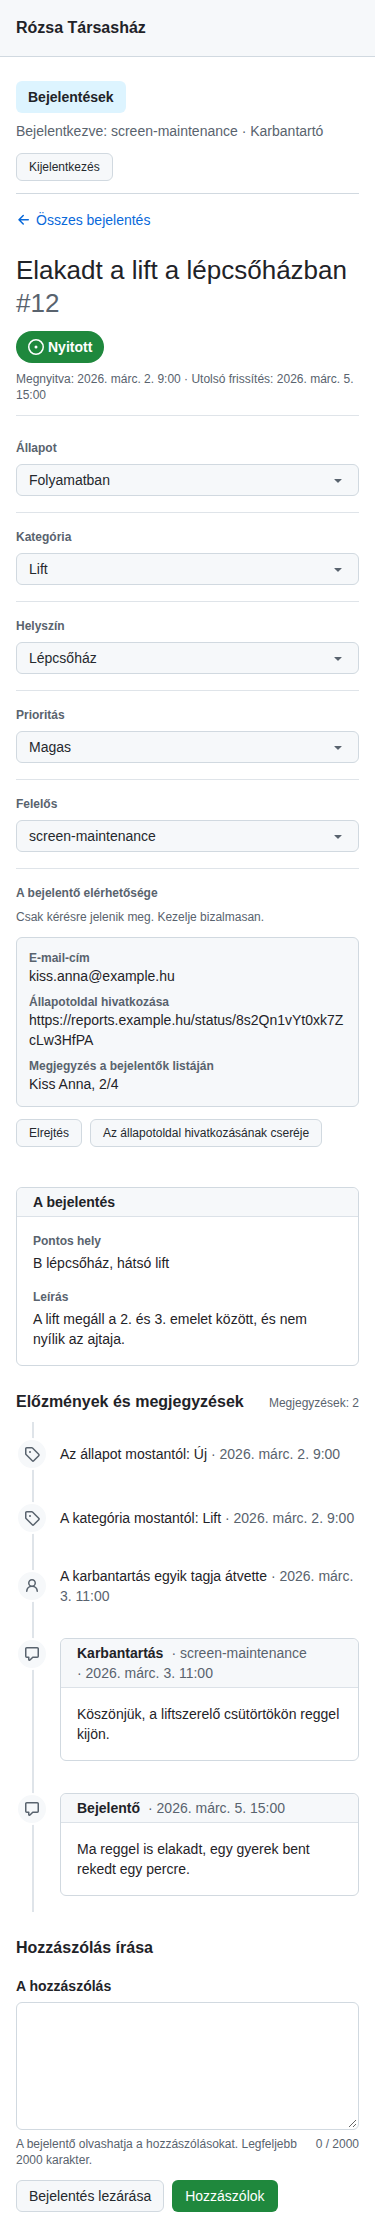 Rózsa Társasház
Bejelentések
Bejelentkezve: screen-maintenance · Karbantartó
Kijelentkezés
Összes bejelentés
Elakadt a lift a lépcsőházban
#12
Nyitott
Megnyitva: 2026. márc. 2. 9:00 · Utolsó frissítés: 2026. márc. 5.
15:00
Állapot
Folyamatban
Kategória
Lift
Helyszín
Lépcsőház
Prioritás
Magas
Felelős
screen-maintenance
A bejelentő elérhetősége
Csak kérésre jelenik meg. Kezelje bizalmasan.
E-mail-cím
kiss.anna@example.hu
Állapotoldal hivatkozása
https://reports.example.hu/status/8s2Qn1vYt0xk7Z
cLw3HfPA
Megjegyzés a bejelentők listáján
Kiss Anna, 2/4
Elrejtés
Az állapotoldal hivatkozásának cseréje
A bejelentés
Pontos hely
B lépcsőház, hátsó lift
Leírás
A lift megáll a 2. és 3. emelet között, és nem
nyílik az ajtaja.
Előzmények és megjegyzések
Megjegyzések: 2
Az állapot mostantól: Új · 2026. márc. 2. 9:00
A kategória mostantól: Lift · 2026. márc. 2. 9:00
A karbantartás egyik tagja átvette · 2026. márc.
3. 11:00
Karbantartás · screen-maintenance
· 2026. márc. 3. 11:00
Köszönjük, a liftszerelő csütörtökön reggel
kijön.
Bejelentő · 2026. márc. 5. 15:00
Ma reggel is elakadt, egy gyerek bent
rekedt egy percre.
Hozzászólás írása
A hozzászólás
A bejelentő olvashatja a hozzászólásokat. Legfeljebb
2000 karakter.
0 / 2000
Bejelentés lezárása
Hozzászólok